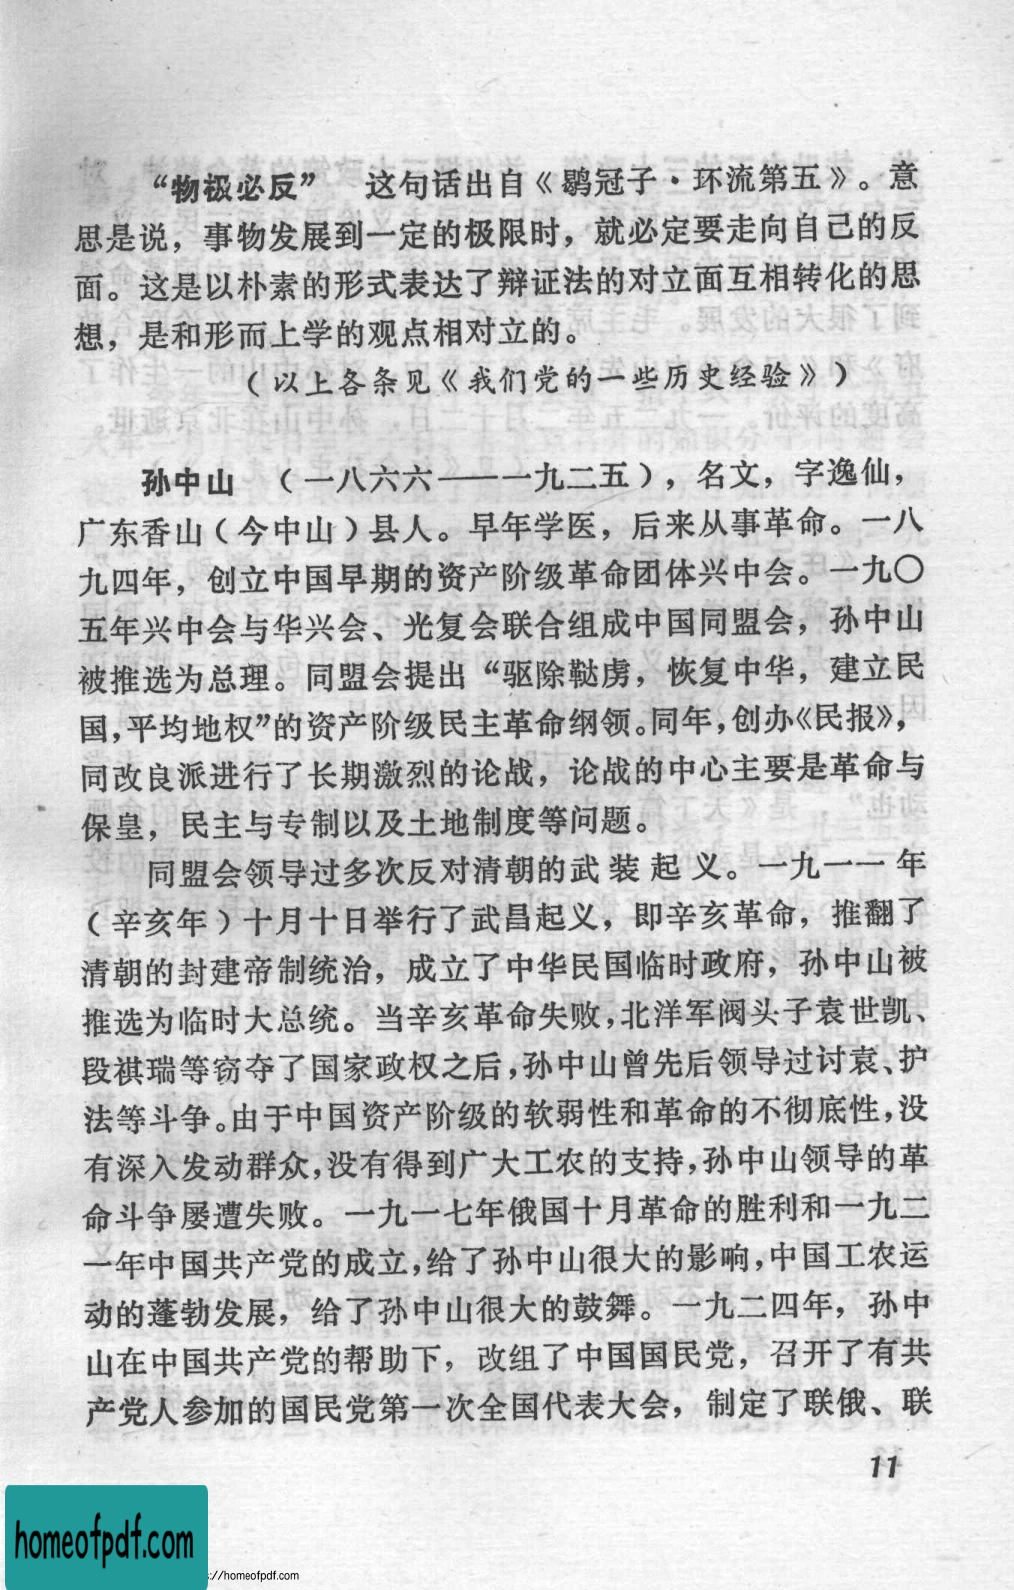 “物极必反”　这句话出自《鹖冠子·环流第五》。意
思是说，事物发展到一定的极限时，就必定要走向自己的反
面。这是以朴素的形式表达了辩证法的对立面互相转化的思
想，是和形而上学的观点相对立的。
（以上各条见《我们党的一些历史经验》）
孙中山　（一八六六——一九二五），名文，字逸仙，
广东香山（今中山）县人。早年学医，后来从事革命。一八
九四年，创立中国早期的资产阶级革命团体兴中会。一九〇
五年兴中会与华兴会、光复会联合组成中国同盟会，孙中山
被推选为总理。同盟会提出“驱除鞑虏，恢复中华，建立民
国，平均地权”的资产阶级民主革命纲领。同年，创办《民报》，
同改良派进行了长期激烈的论战，论战的中心主要是革命与
保皇，民主与专制以及土地制度等问题。
同盟会领导过多次反对清朝的武装起义。一九一一年
（辛亥年）十月十日举行了武昌起义，即辛亥革命，推翻了
清朝的封建帝制统治，成立了中华民国临时政府，孙中山被
推选为临时大总统。当辛亥革命失败，北洋军阀头子袁世凯、
段祺瑞等窃夺了国家政权之后，孙中山曾先后领导过讨袁、护
法等斗争。由于中国资产阶级的软弱性和革命的不彻底性，没
有深入发动群众，没有得到广大工农的支持，孙中山领导的革
命斗争屡遭失败。一九一七年俄国十月革命的胜利和一九二
一年中国共产党的成立，给了孙中山很大的影响，中国工农运
动的蓬勃发展，给了孙中山很大的鼓舞。一九二四年，孙中
山在中国共产党的帮助下，改组了中国国民党，召开了有共
产党人参加的国民党第一次全国代表大会，制定了联俄、联
11
homeofpdf.com
s://homeofpdf.com